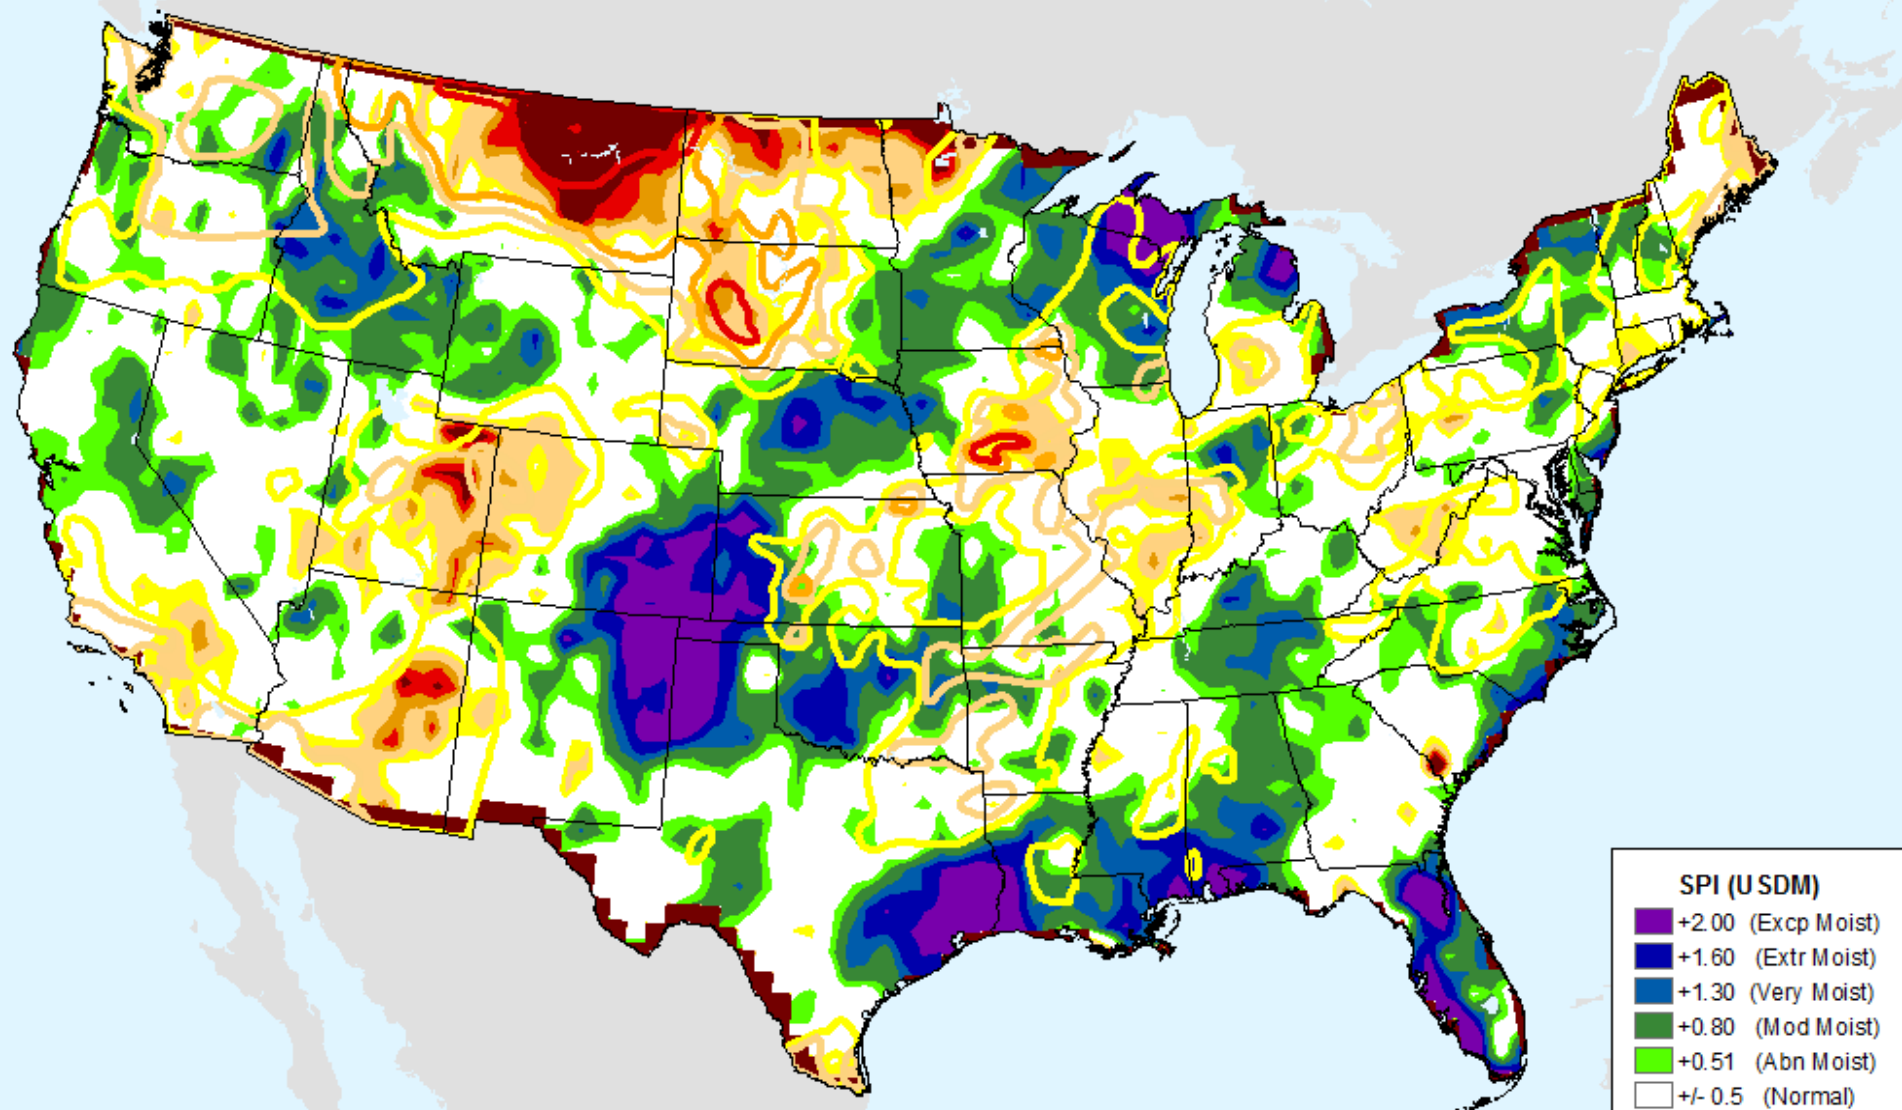 SPI (USDM)
+2.00 (Excp Moist)
+1.60 (Extr Moist)
+1.30 (Very Moist)
+0.80 (Mod Moist)
+0.51 (Abn Moist)
+/- 0.5 (Normal)